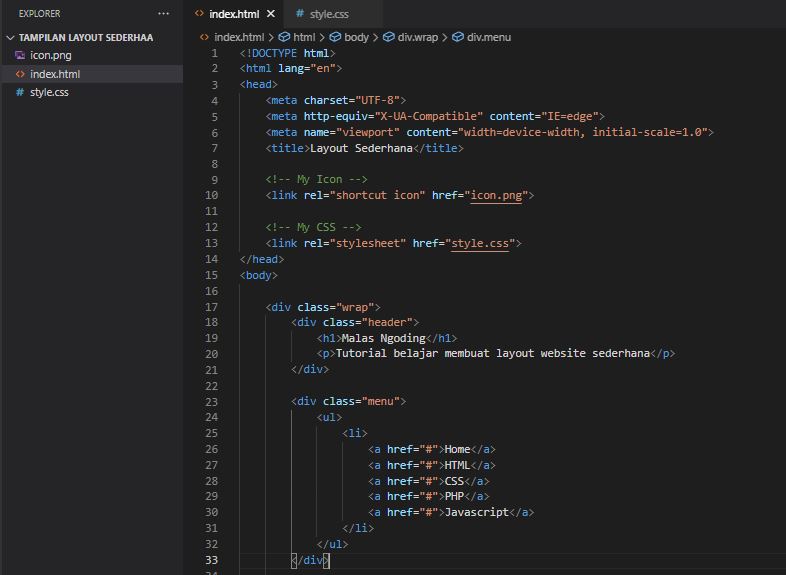 EXPLORER ...
TAMPILAN LAYOUT SEDERHAA
icon.png
index.html
style.css
index.html style.css
index.html > html > body > div.wrap > div.menu
1 <!DOCTYPE html>
2 <html lang="en">
3 <head>
4 <meta charset="UTF-8">
5 <meta http-equiv="X-UA-Compatible" content="IE=edge">
6 <meta name="viewport" content="width=device-width, initial-scale=1.0">
7 <title>Layout Sederhana</title>
8
9 <!-- My Icon -->
10 <link rel="shortcut icon" href="icon.png">
11
12 <!-- My CSS -->
13 <link rel="stylesheet" href="style.css">
14 </head>
15 <body>
16
17 <div class="wrap">
18 <div class="header">
19 <h1>Malas Ngoding</h1>
20 <p>Tutorial belajar membuat layout website sederhana</p>
21 </div>
22
23 <div class="menu">
24 <ul>
25 <li>
26 <a href="#">Home</a>
27 <a href="#">HTML</a>
28 <a href="#">CSS</a>
29 <a href="#">PHP</a>
30 <a href="#">Javascript</a>
31 </li>
32 </ul>
33 </div>